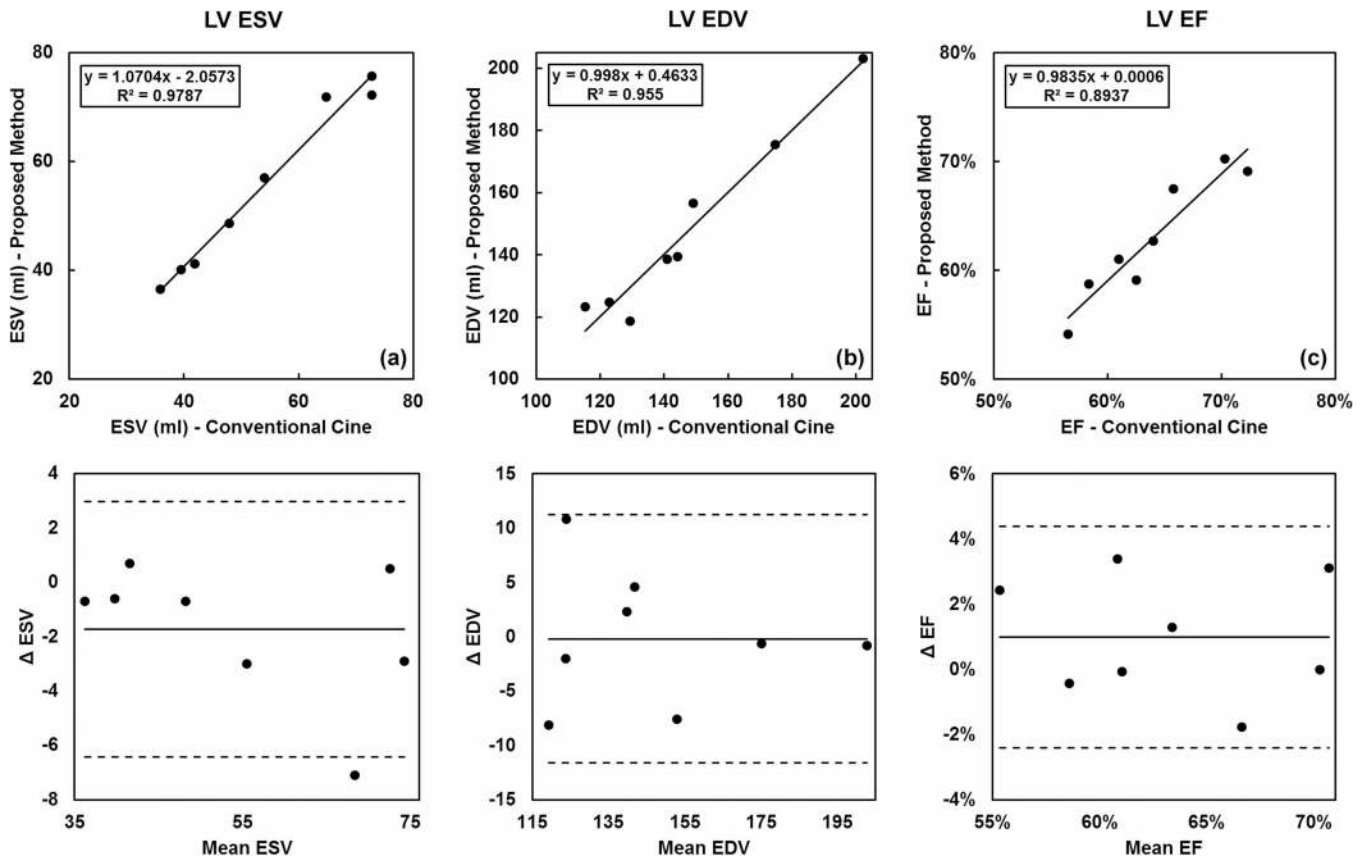 LV ESV
80
60
40
20
20
40
60
80
y = 1.0704x - 2.0573
R² = 0.9787
(a)
ESV (ml) - Proposed Method
ESV (ml) - Conventional Cine
LV EDV
200
180
160
140
120
100
100
120
140
160
180
200
y = 0.998x + 0.4633
R² = 0.955
(b)
EDV (ml) - Proposed Method
EDV (ml) - Conventional Cine
LV EF
80%
70%
60%
50%
50%
60%
70%
80%
y = 0.9835x + 0.0006
R² = 0.8937
(c)
EF - Proposed Method
EF - Conventional Cine
4
2
0
-2
-4
-6
-8
35
55
75
Δ ESV
Mean ESV
15
10
5
0
-5
-10
-15
115
135
155
175
195
Δ EDV
Mean EDV
6%
4%
2%
0%
-2%
-4%
55%
60%
65%
70%
Δ EF
Mean EF